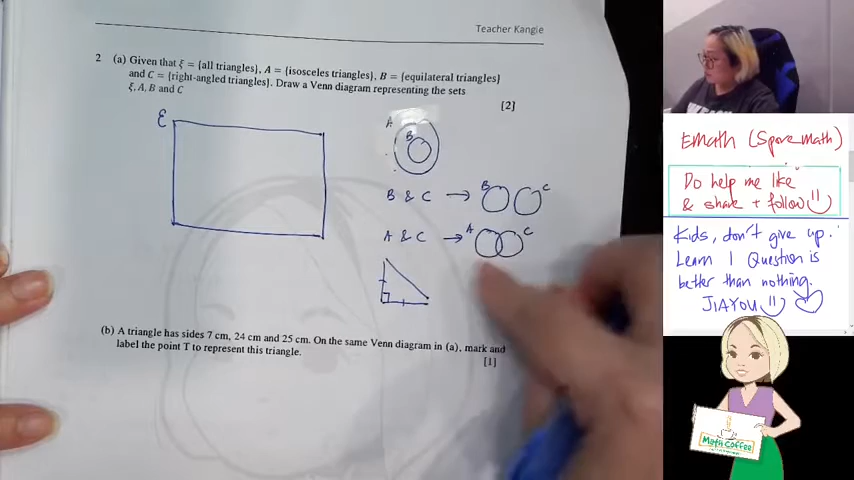 Teacher Kangie
2 (a) Given that ξ = {all triangles}, A = {isosceles triangles}, B = {equilateral triangles}
and C = {right-angled triangles}. Draw a Venn diagram representing the sets
ξ, A, B and C
[2]
ξ
A
B
B & C → B C
A & C → A C
(b) A triangle has sides 7 cm, 24 cm and 25 cm. On the same Venn diagram in (a), mark and
label the point T to represent this triangle.
[1]
Emath (Spore math)
Do help me like
& share + follow
Kids, don't give up.
Learn 1 Question is
better than nothing.
JIAYOU
Math Coffee